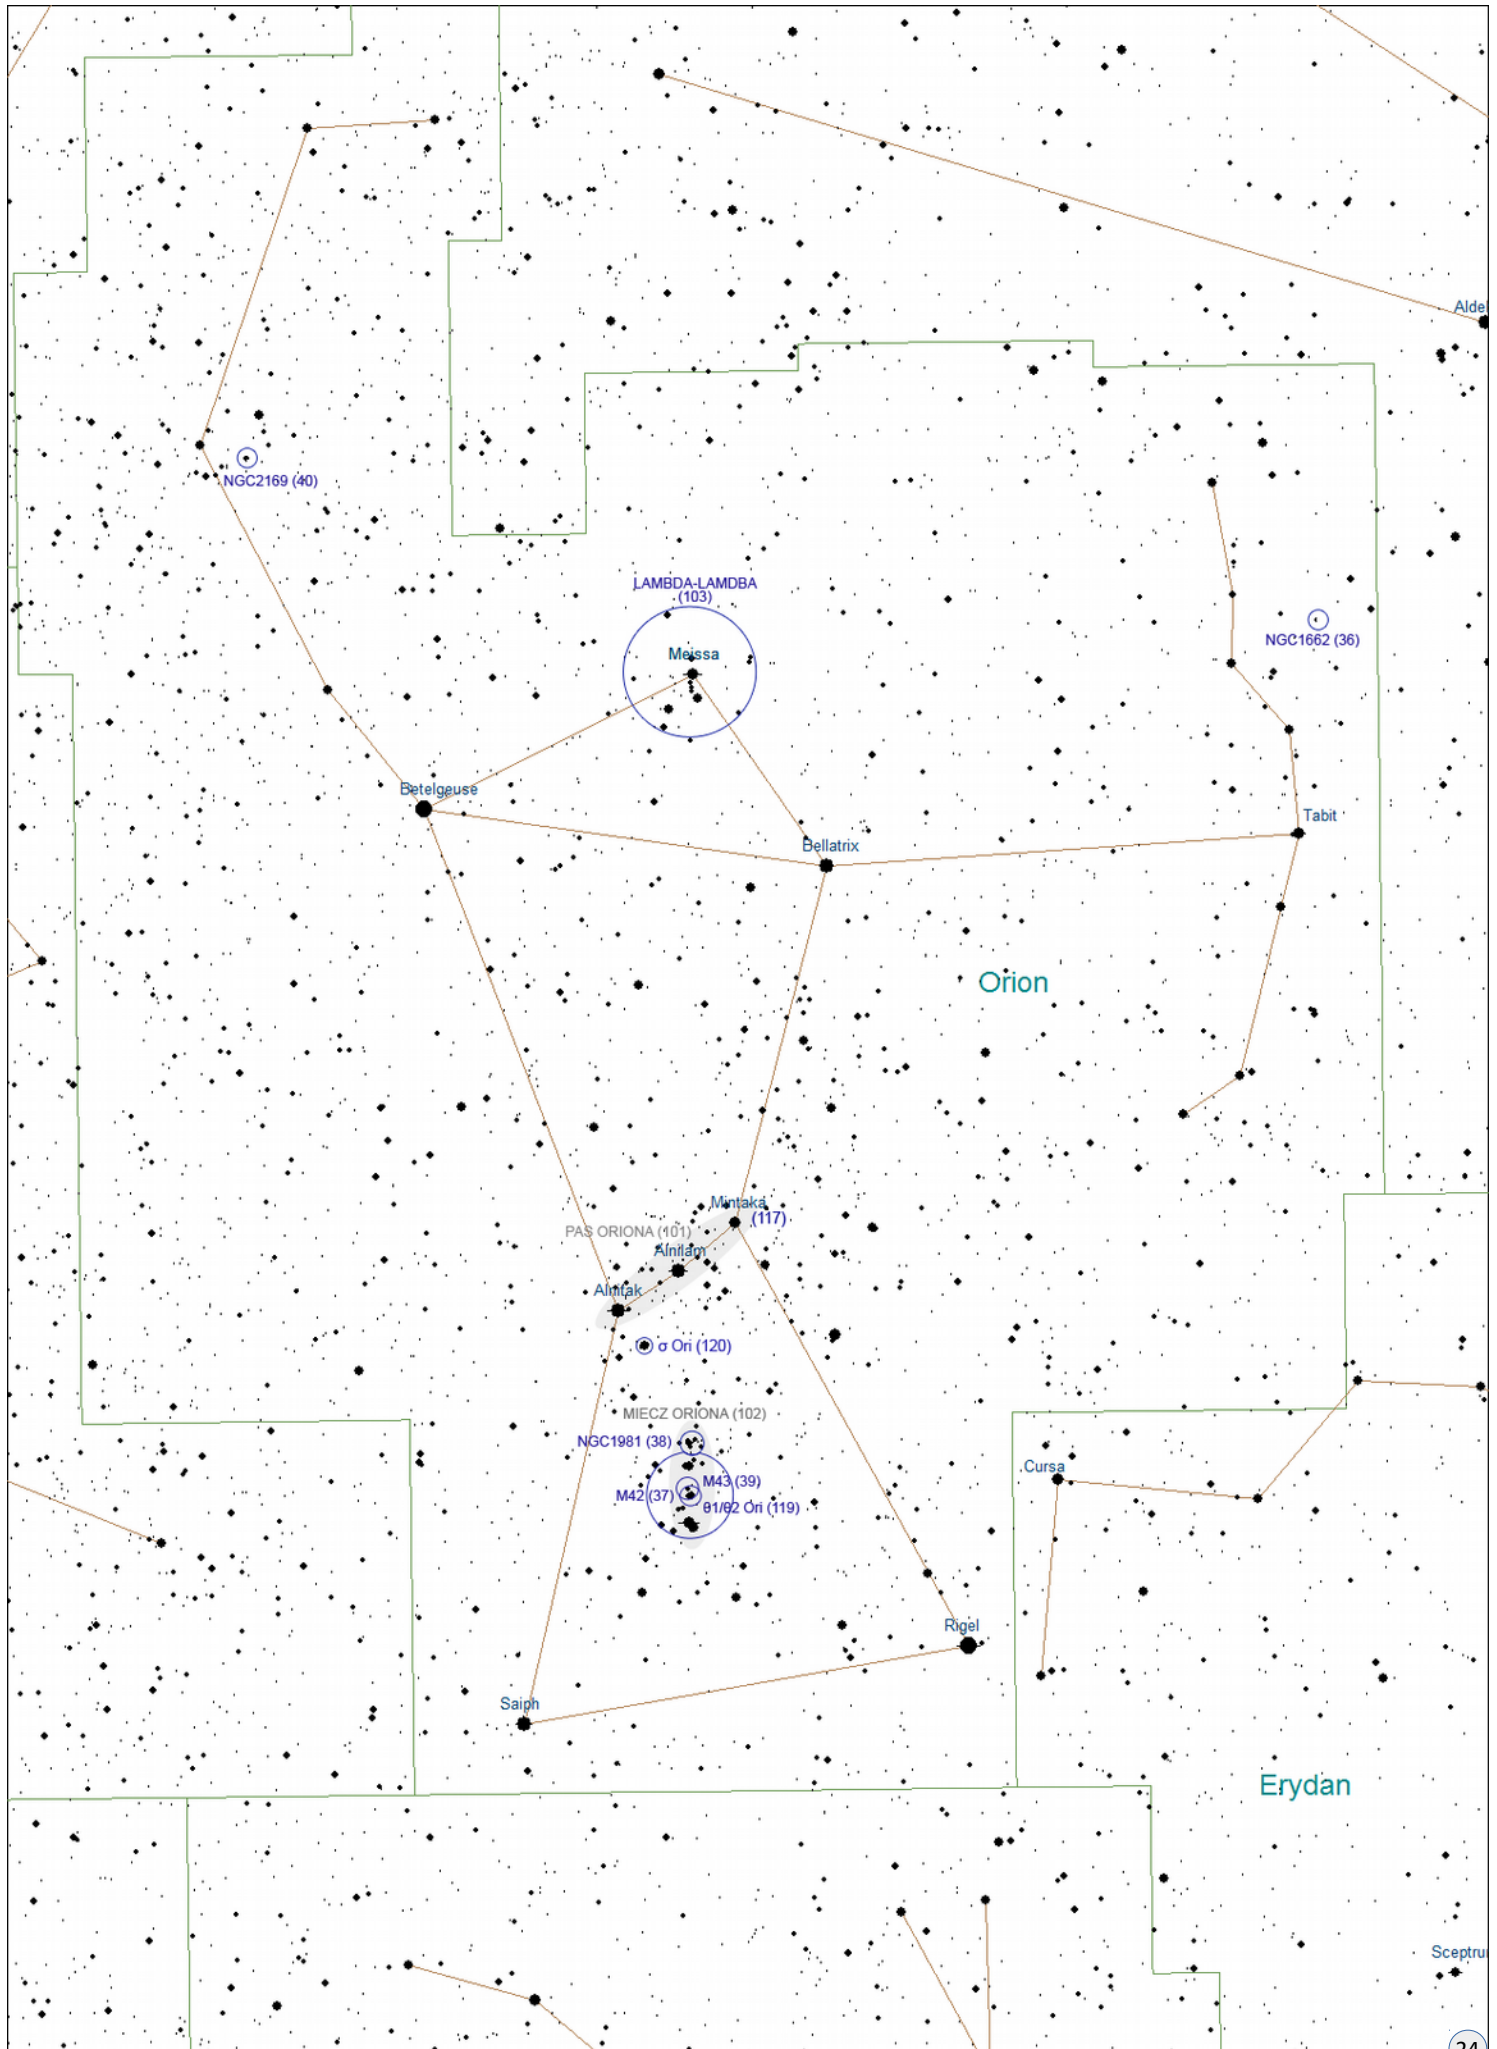 Aldel
NGC2169 (40)
LAMBDA-LAMDBA
(103)
Meissa
NGC1662 (36)
Betelgeuse
Tabit
Bellatrix
Orion
Mintaka
(117)
PAS ORIONA (101)
Alnilam
Alnitak
σ Ori (120)
MIECZ ORIONA (102)
NGC1981 (38)
M43 (39)
M42 (37)
θ1/θ2 Ori (119)
Cursa
Rigel
Saiph
Erydan
Sceptru
24